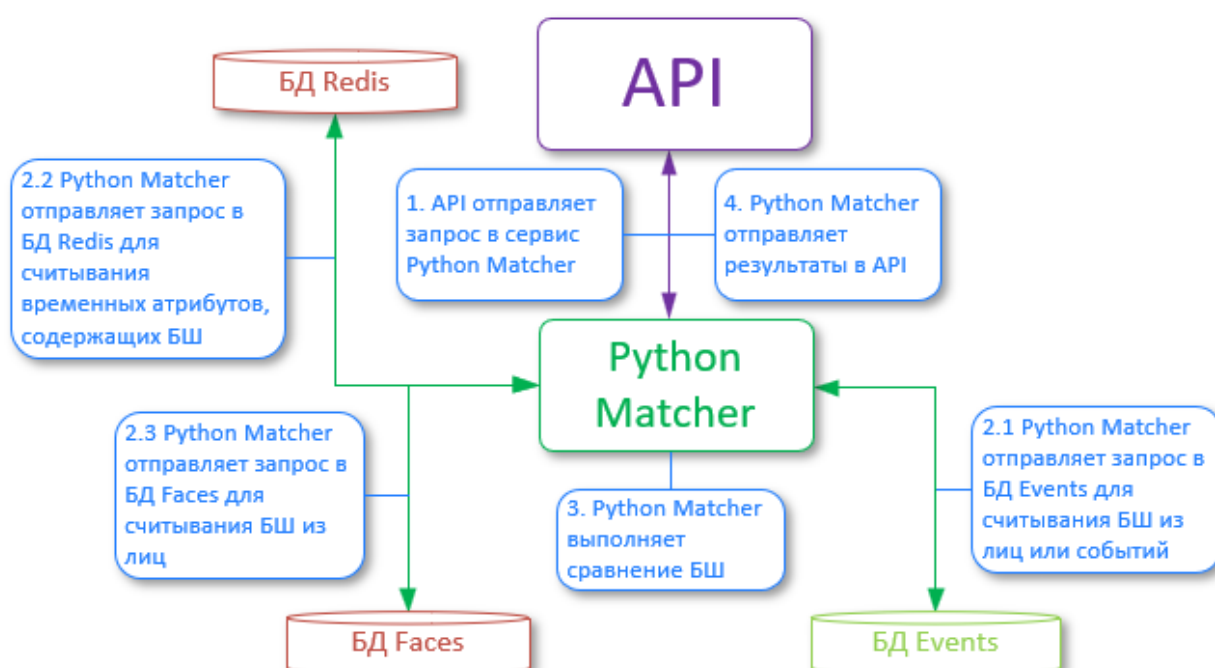 БД Redis
API
2.2 Python Matcher
отправляет запрос в
БД Redis для
считывания
временных атрибутов,
содержащих БШ
1. API отправляет
запрос в сервис
Python Matcher
4. Python Matcher
отправляет
результаты в API
Python
Matcher
2.3 Python Matcher
отправляет запрос в
БД Faces для
считывания БШ из
лиц
3. Python Matcher
выполняет
сравнение БШ
2.1 Python Matcher
отправляет запрос в
БД Events для
считывания БШ из
лиц или событий
БД Faces
БД Events